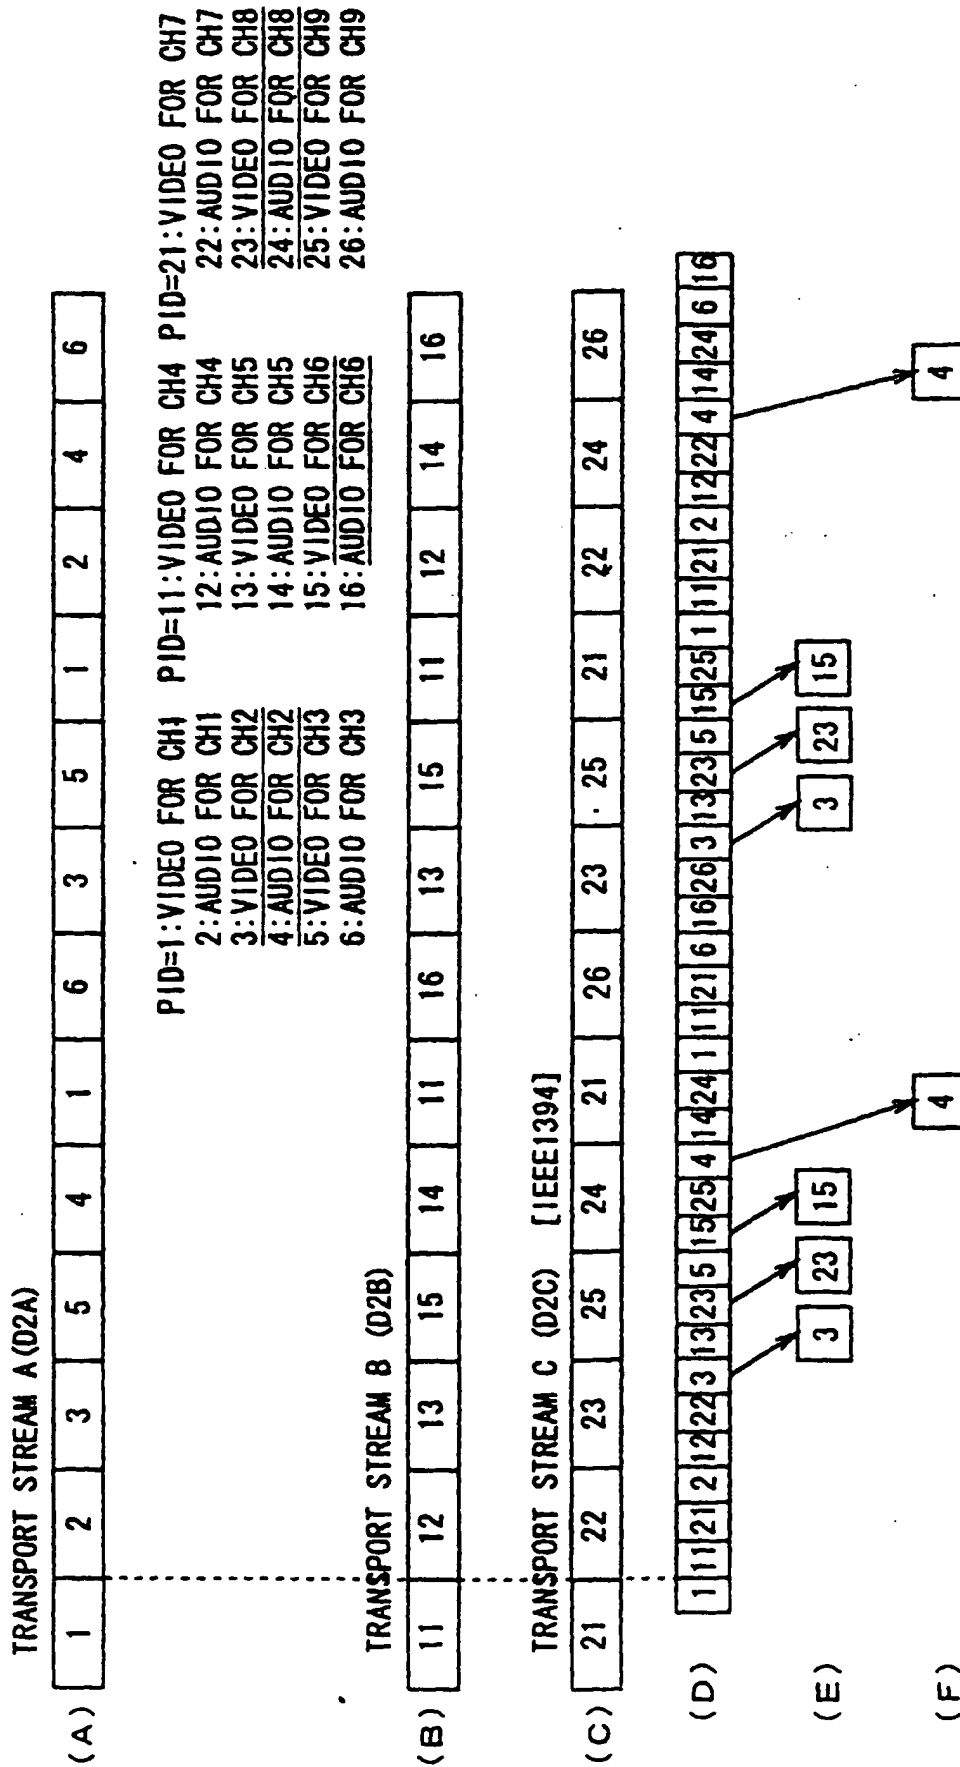 TRANSPORT STREAM A (D2A)
(A) 1 2 3 5 4 1 6 3 5 1 2 4 6
PID=1:VIDEO FOR CH1 PID=11:VIDEO FOR CH4 PID=21:VIDEO FOR CH7
2:AUDIO FOR CH1 12:AUDIO FOR CH4 22:AUDIO FOR CH7
3:VIDEO FOR CH2 13:VIDEO FOR CH5 23:VIDEO FOR CH8
4:AUDIO FOR CH2 14:AUDIO FOR CH5 24:AUDIO FOR CH8
5:VIDEO FOR CH3 15:VIDEO FOR CH6 25:VIDEO FOR CH9
6:AUDIO FOR CH3 16:AUDIO FOR CH6 26:AUDIO FOR CH9
TRANSPORT STREAM B (D2B)
(B) 11 12 13 15 14 11 16 13 15 11 12 14 16
TRANSPORT STREAM C (D2C) [IEEE1394]
(C) 21 22 23 25 24 21 26 23 25 21 22 24 26
(D) 1 11 21 2 12 22 3 13 23 5 15 25 4 14 24 1 11 21 6 16 26 3 13 23 5 15 25 1 11 21 2 12 22 4 14 24 6 16
(E) 3 23 15 3 23 15
(F) 4 4